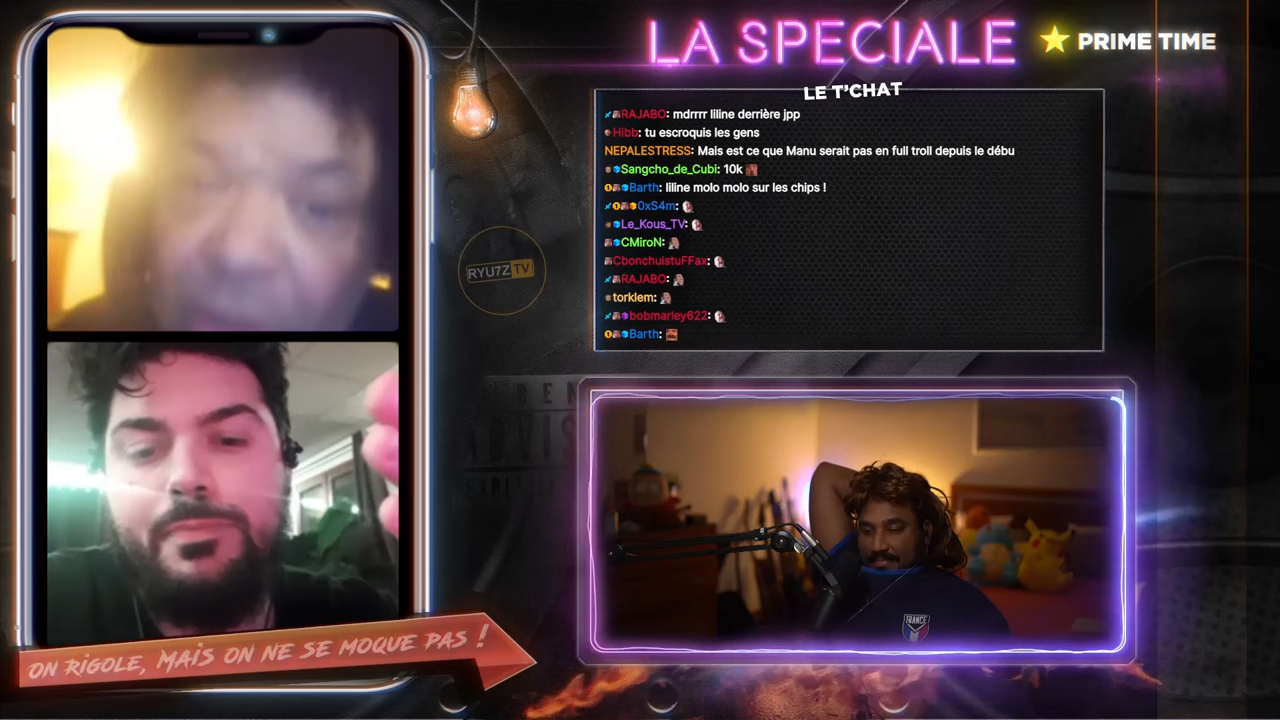 LA SPECIALE
PRIME TIME
LE T'CHAT
RAJABO: mdrrrr liline derrière jpp
Hibb: tu escroquis les gens
NEPALESTRESS: Mais est ce que Manu serait pas en full troll depuis le débu
Sangcho_de_Cubi: 10k
Barth: liline molo molo sur les chips !
0xS4m:
Le_Kous_TV:
CMiroN:
CbonchuistuFFax:
RAJABO:
torklem:
bobmarley622:
Barth:
RYU7Z TV
FRANCE
ON RIGOLE, MAIS ON NE SE MOQUE PAS !